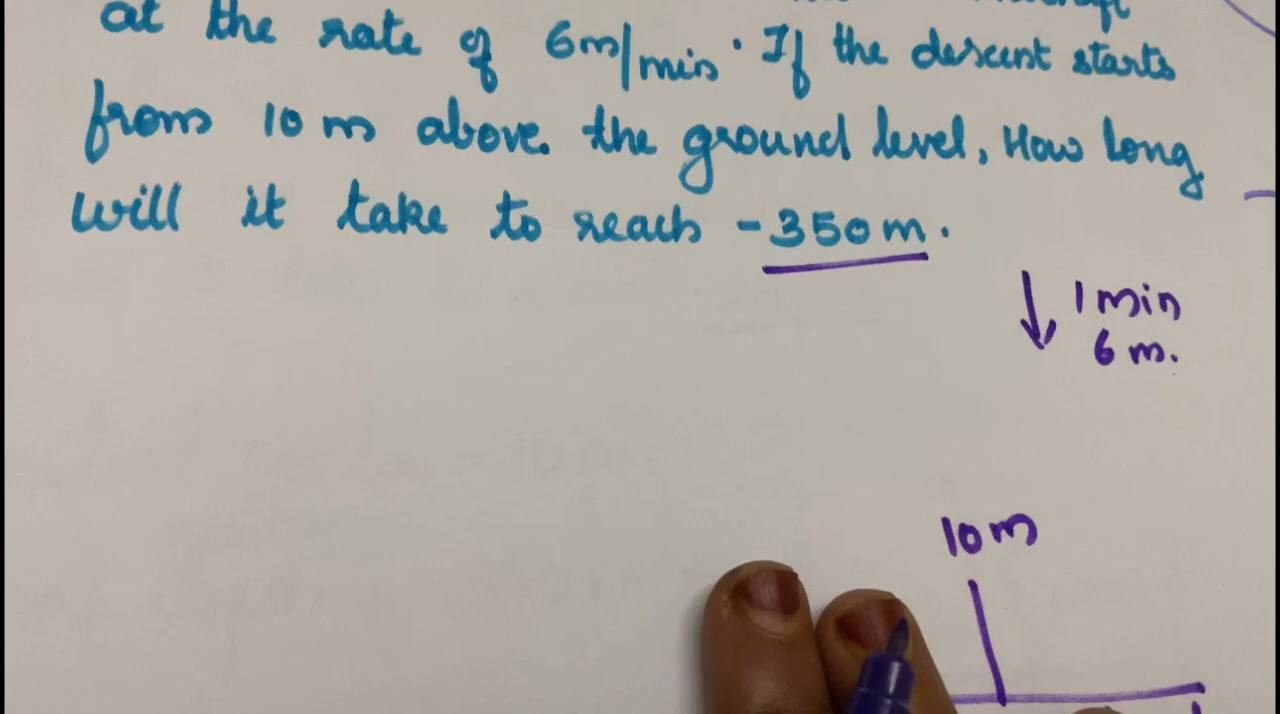 at the rate of 6m/min. If the descent starts
from 10 m above. the ground level, How long
will it take to reach -350m.
1 min
6 m.
10 m